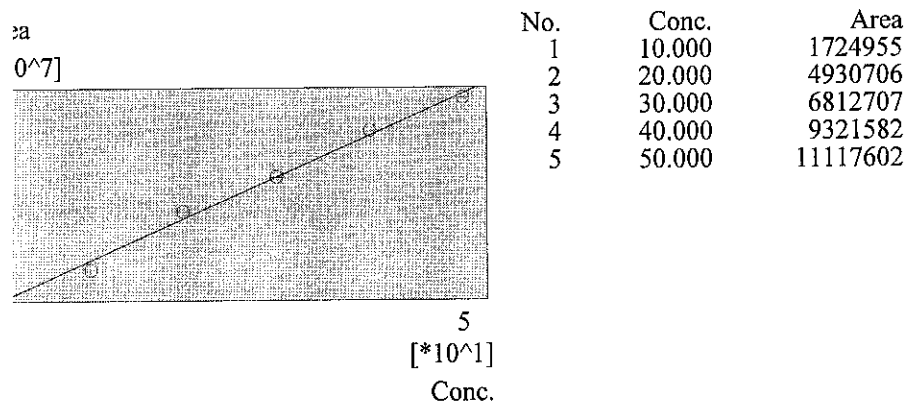 ea
0^7]
5
[*10^1]
Conc.
No. Conc. Area
1 10.000 1724955
2 20.000 4930706
3 30.000 6812707
4 40.000 9321582
5 50.000 11117602